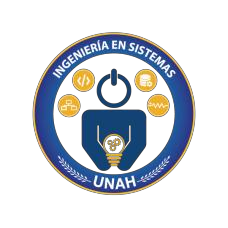 INGENIERÍA EN SISTEMAS
UNAH